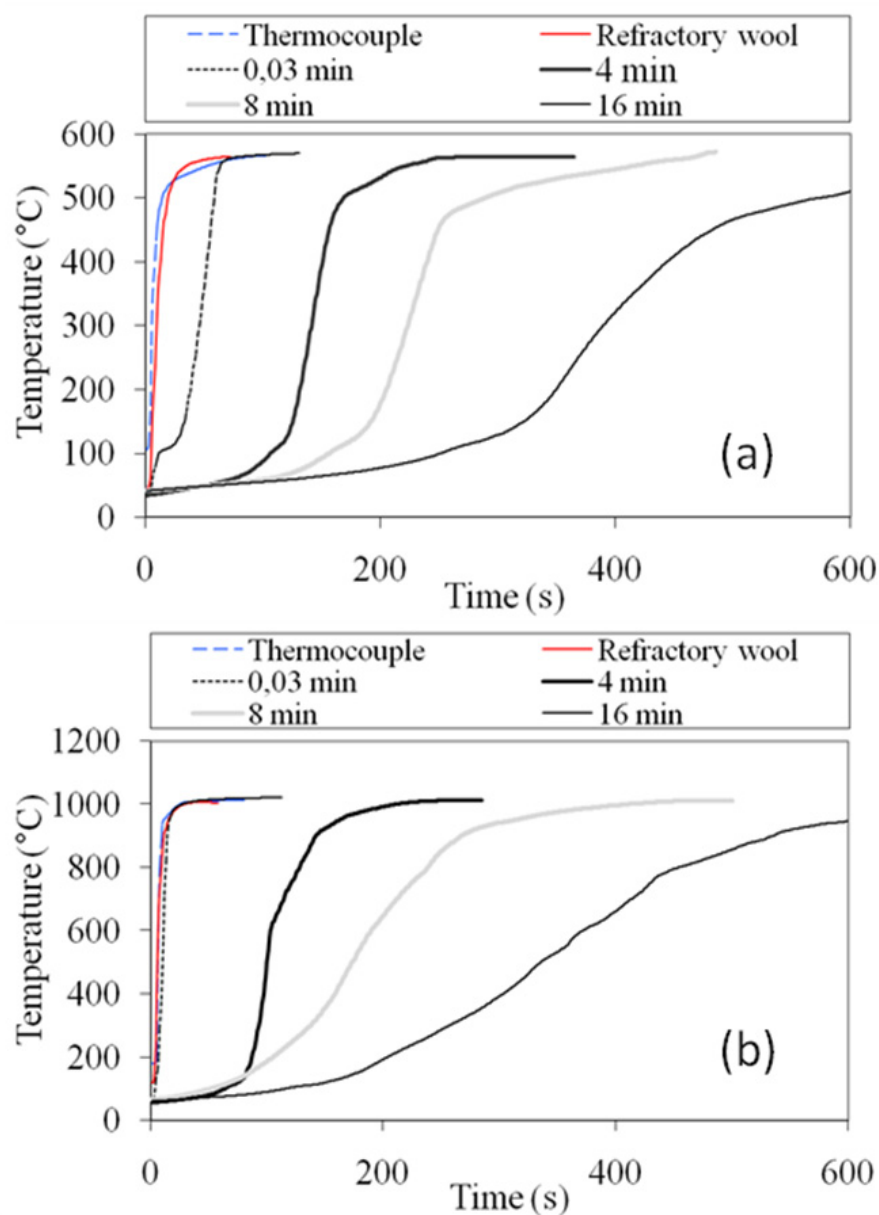 Thermocouple Refractory wool
0,03 min 4 min
8 min 16 min
600
500
400
300
200
100
0
Temperature (°C)
(a)
0 200 400 600
Time (s)
Thermocouple Refractory wool
0,03 min 4 min
8 min 16 min
1200
1000
800
600
400
200
0
Temperature (°C)
(b)
0 200 400 600
Time (s)